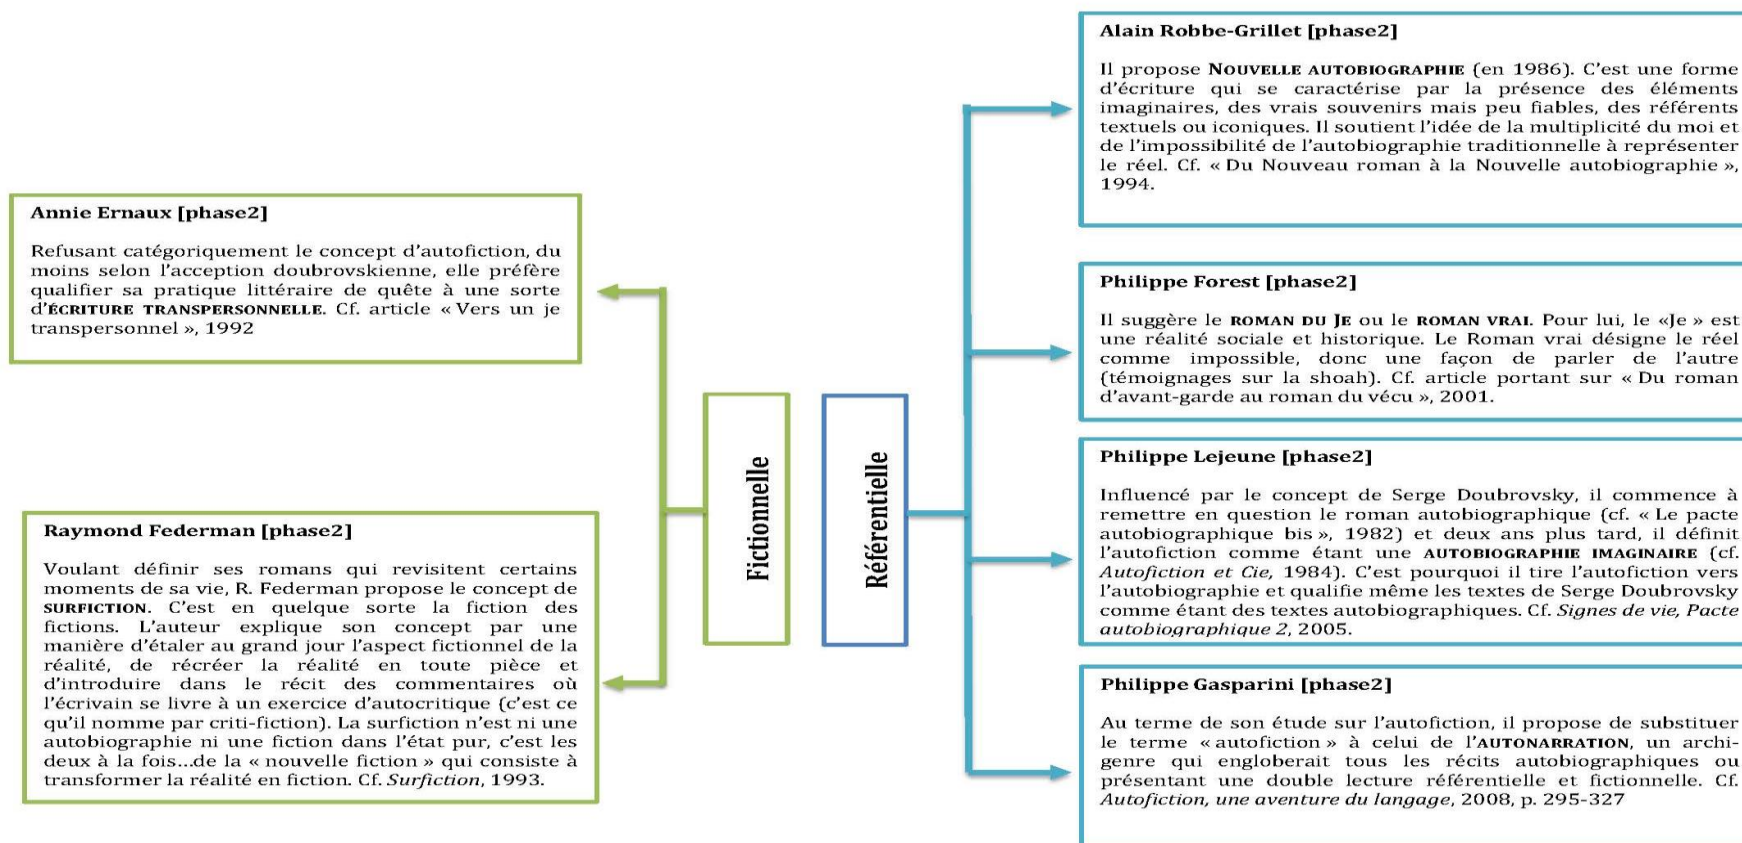 Annie Ernaux [phase2]
Refusant catégoriquement le concept d'autofiction, du
moins selon l'acception doubrovskienne, elle préfère
qualifier sa pratique littéraire de quête à une sorte
d'ÉCRITURE TRANSPERSONNELLE. Cf. article « Vers un je
transpersonnel », 1992
Raymond Federman [phase2]
Voulant définir ses romans qui revisitent certains
moments de sa vie, R. Federman propose le concept de
SURFICTION. C'est en quelque sorte la fiction des
fictions. L'auteur explique son concept par une
manière d'étaler au grand jour l'aspect fictionnel de la
réalité, de récréer la réalité en toute pièce et
d'introduire dans le récit des commentaires où
l'écrivain se livre à un exercice d'autocritique (c'est ce
qu'il nomme par criti-fiction). La surfiction n'est ni une
autobiographie ni une fiction dans l'état pur, c'est les
deux à la fois...de la « nouvelle fiction » qui consiste à
transformer la réalité en fiction. Cf. Surfiction, 1993.
Fictionnelle
Référentielle
Alain Robbe-Grillet [phase2]
Il propose NOUVELLE AUTOBIOGRAPHIE (en 1986). C'est une forme
d'écriture qui se caractérise par la présence des éléments
imaginaires, des vrais souvenirs mais peu fiables, des référents
textuels ou iconiques. Il soutient l'idée de la multiplicité du moi et
de l'impossibilité de l'autobiographie traditionnelle à représenter
le réel. Cf. « Du Nouveau roman à la Nouvelle autobiographie »,
1994.
Philippe Forest [phase2]
Il suggère le ROMAN DU JE ou le ROMAN VRAI. Pour lui, le «Je » est
une réalité sociale et historique. Le Roman vrai désigne le réel
comme impossible, donc une façon de parler de l'autre
(témoignages sur la shoah). Cf. article portant sur « Du roman
d'avant-garde au roman du vécu », 2001.
Philippe Lejeune [phase2]
Influencé par le concept de Serge Doubrovsky, il commence à
remettre en question le roman autobiographique (cf. « Le pacte
autobiographique bis », 1982) et deux ans plus tard, il définit
l'autofiction comme étant une AUTOBIOGRAPHIE IMAGINAIRE (cf.
Autofiction et Cie, 1984). C'est pourquoi il tire l'autofiction vers
l'autobiographie et qualifie même les textes de Serge Doubrovsky
comme étant des textes autobiographiques. Cf. Signes de vie, Pacte
autobiographique 2, 2005.
Philippe Gasparini [phase2]
Au terme de son étude sur l'autofiction, il propose de substituer
le terme « autofiction » à celui de l'AUTONARRATION, un archi-
genre qui engloberait tous les récits autobiographiques ou
présentant une double lecture référentielle et fictionnelle. Cf.
Autofiction, une aventure du langage, 2008, p. 295-327